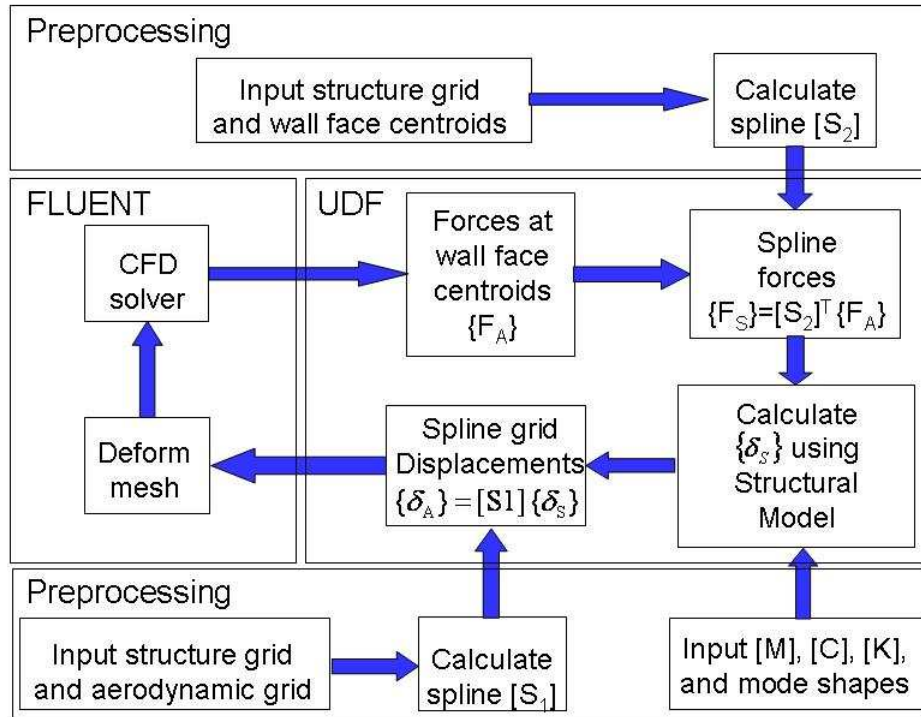 Preprocessing
Input structure grid
and wall face centroids
Calculate
spline [S₂]
FLUENT
UDF
CFD
solver
Forces at
wall face
centroids
{F_A}
Spline
forces
{F_S}=[S₂]ᵀ{F_A}
Deform
mesh
Spline grid
Displacements
{δ_A} = [S1]{δ_S}
Calculate
{δ_S} using
Structural
Model
Preprocessing
Input structure grid
and aerodynamic grid
Calculate
spline [S₁]
Input [M], [C], [K],
and mode shapes